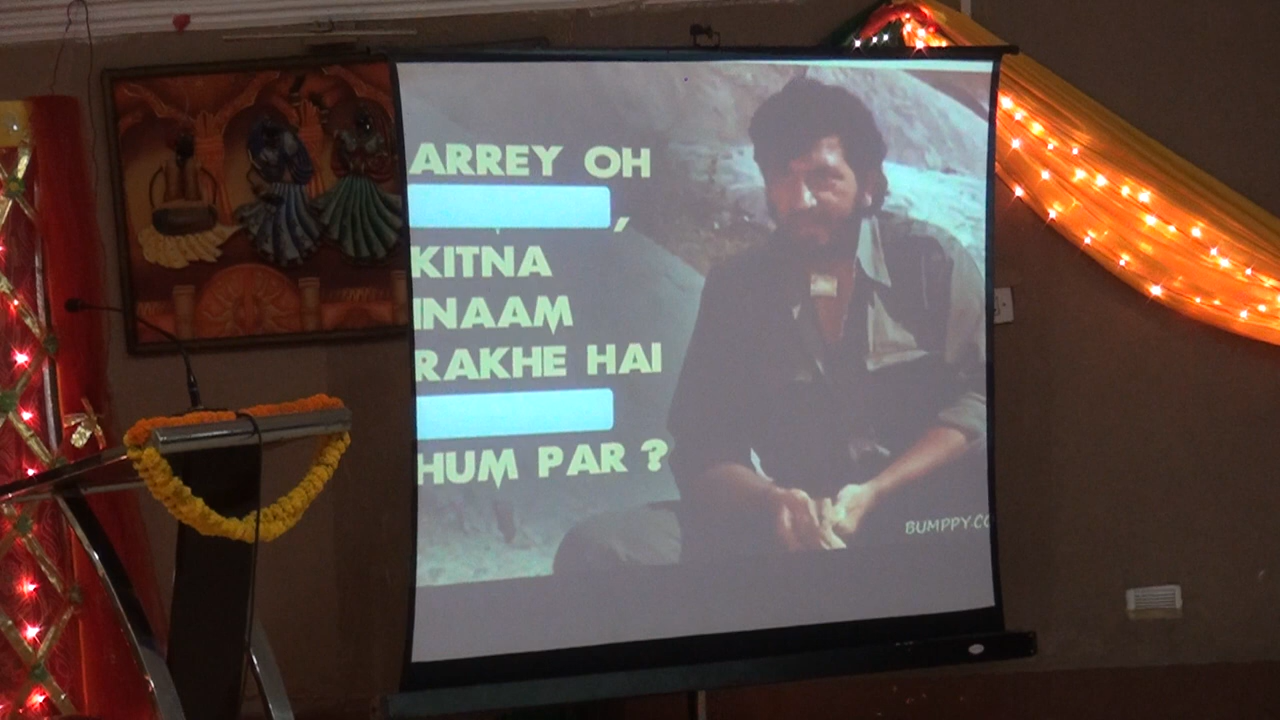 ARREY OH
,
KITNA
INAAM
RAKHE HAI
HUM PAR ?
BUMPPY.CO